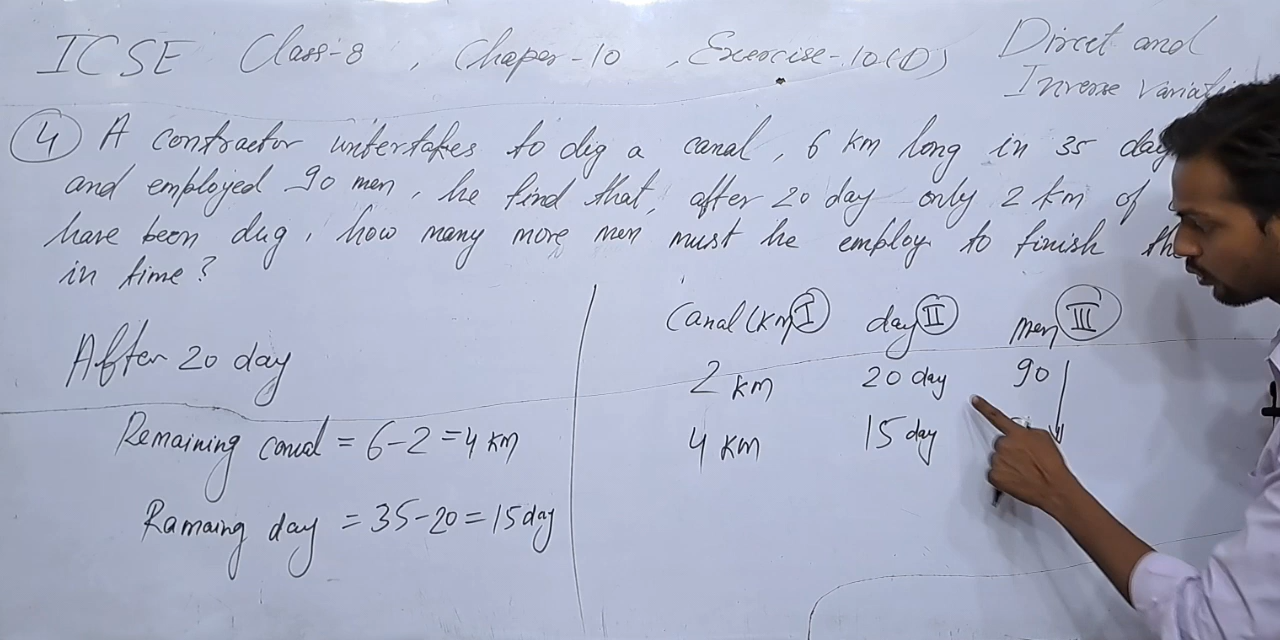 ICSE Class-8 , Chaper-10 , Exercise-10(D) Direct and
Inverse Variati
④ A contractor untertakes to dig a canal, 6 km long in 35 day
and employed 90 men, he find that, after 20 day only 2 km of
have been dug, how many more men must he employ to finish
in time?
After 20 day
Remaining canal = 6-2 = 4 km
Ramaing day = 35-20 = 15 day
Canal (km) Ⅰ day Ⅱ men Ⅲ
2 km 20 day 90
4 km 15 day